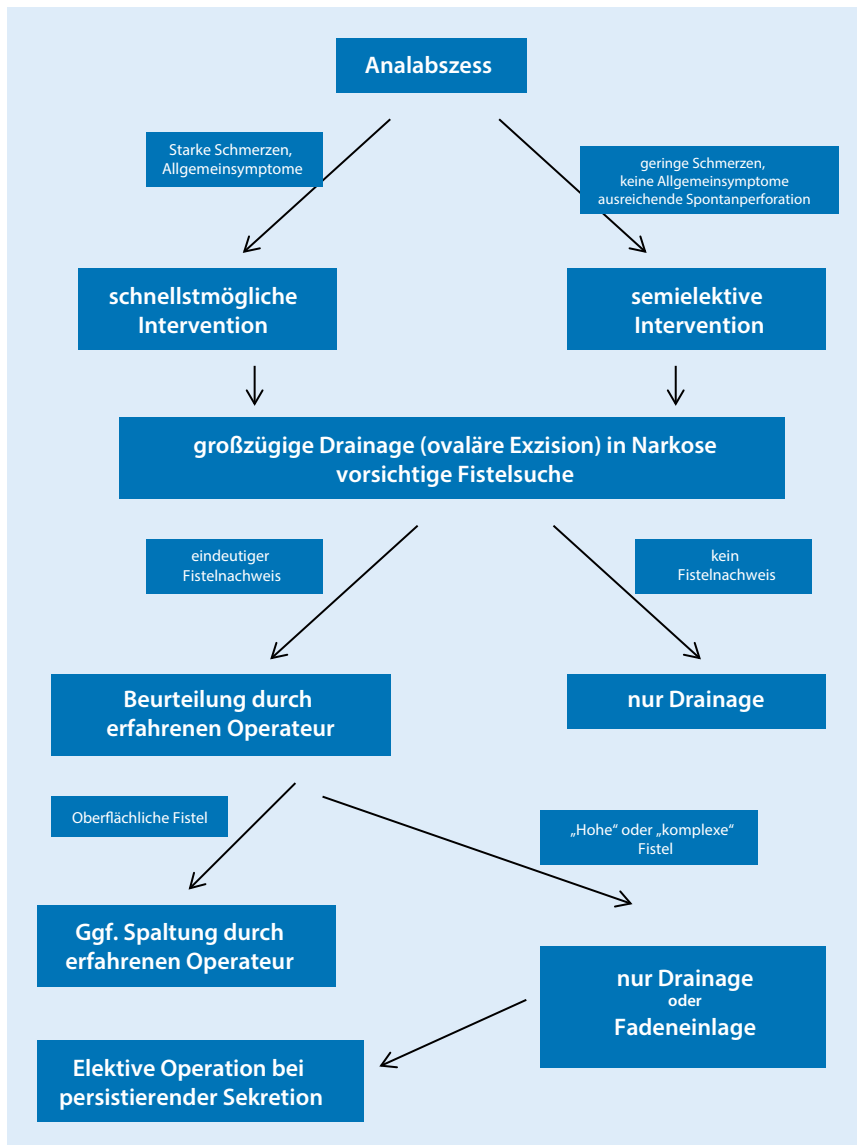 Analabszess
Starke Schmerzen,
Allgemeinsymptome
geringe Schmerzen,
keine Allgemeinsymptome
ausreichende Spontanperforation
schnellstmögliche
Intervention
semielektive
Intervention
großzügige Drainage (ovaläre Exzision) in Narkose
vorsichtige Fistelsuche
eindeutiger
Fistelnachweis
kein
Fistelnachweis
Beurteilung durch
erfahrenen Operateur
nur Drainage
Oberflächliche Fistel
„Hohe“ oder „komplexe“
Fistel
Ggf. Spaltung durch
erfahrenen Operateur
nur Drainage
oder
Fadeneinlage
Elektive Operation bei
persistierender Sekretion